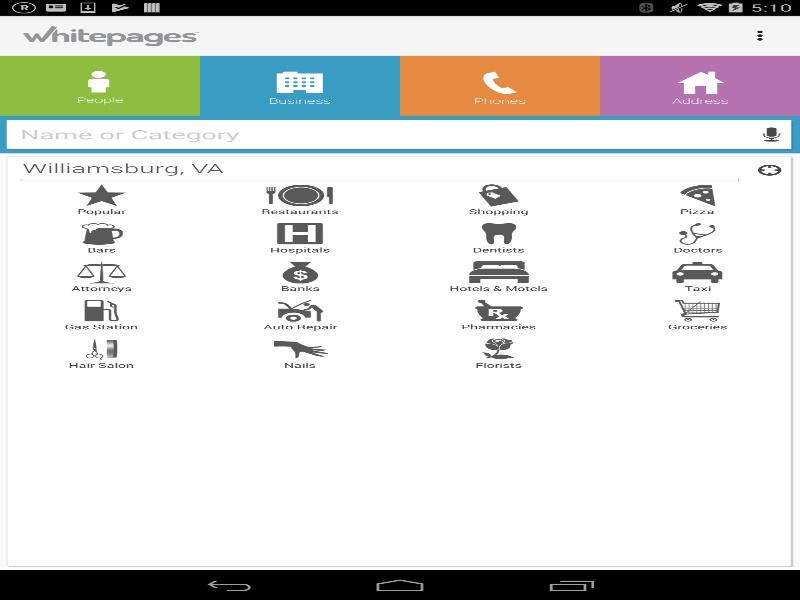 R 5:10
Whitepages
People Business Phones Address
Name or Category
Williamsburg, VA
Popular Restaurants Shopping Pizza
H
Bars Hospitals Dentists Doctors
$
Attorneys Banks Hotels & Motels Taxi
Rx
Gas Station Auto Repair Pharmacies Groceries
Hair Salon Nails Florists